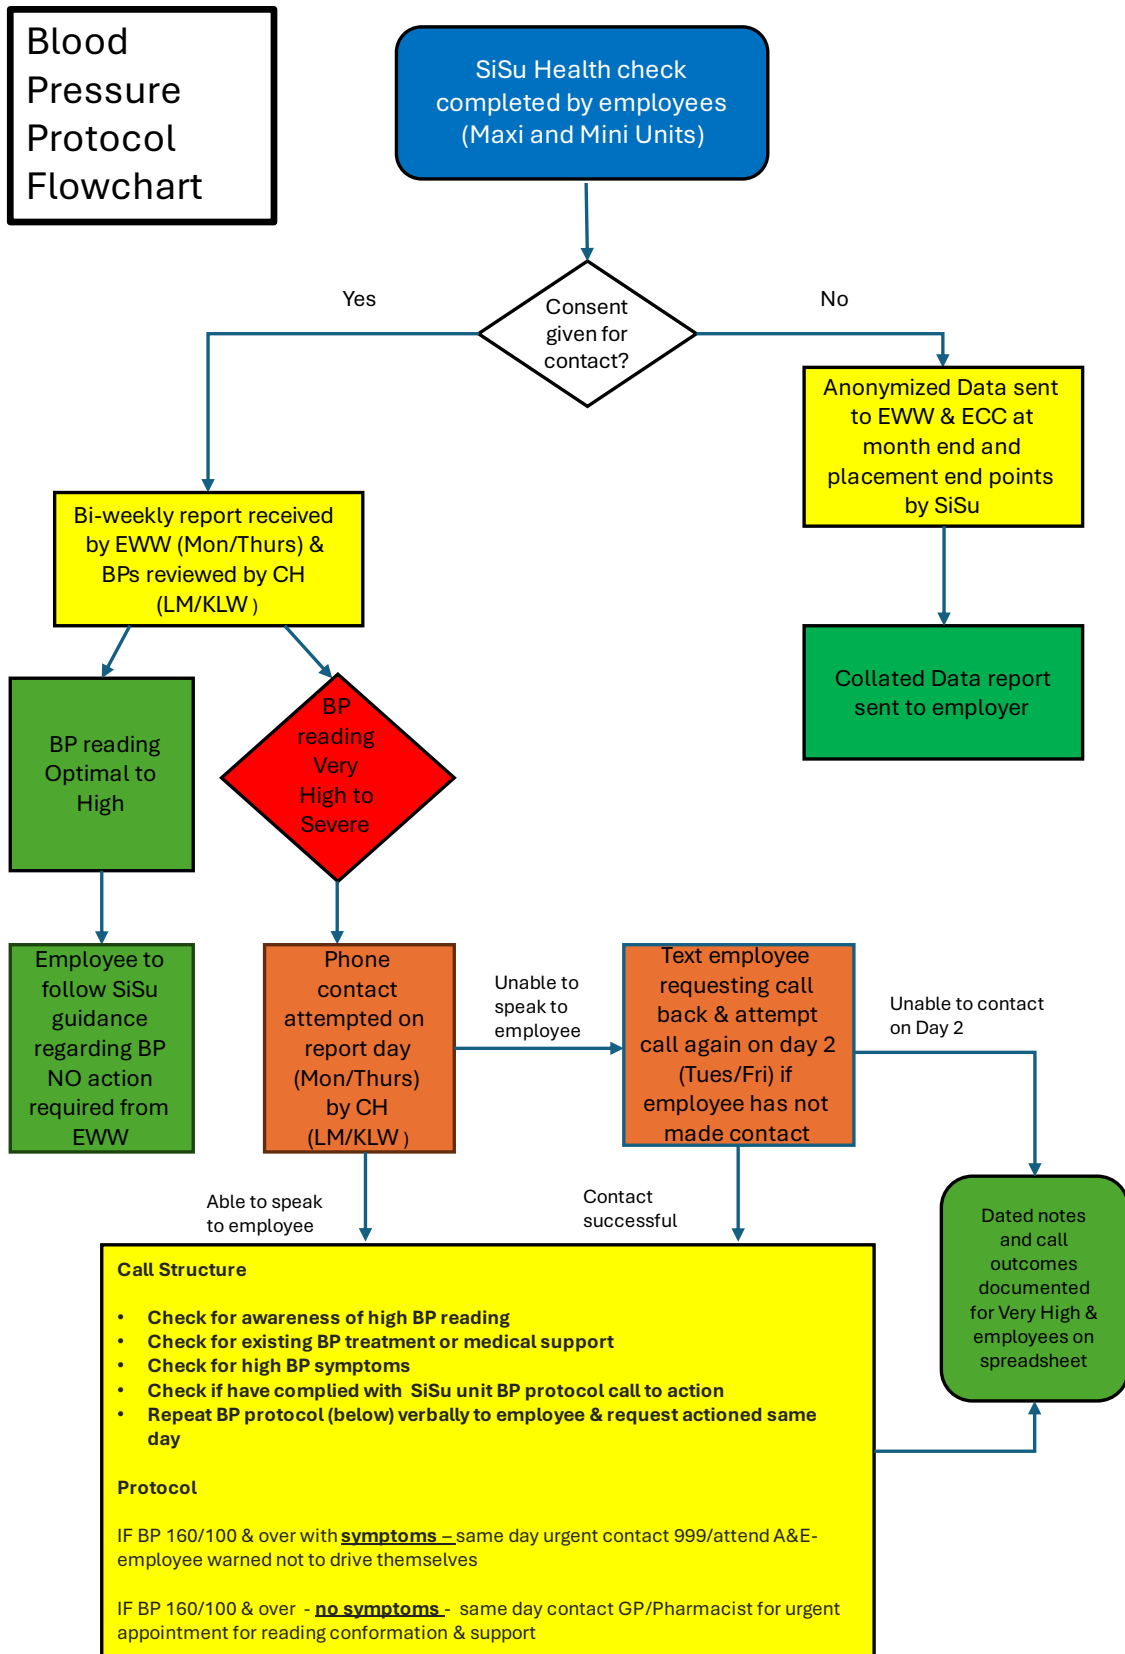 Blood
Pressure
Protocol
Flowchart
SiSu Health check
completed by employees
(Maxi and Mini Units)
Yes
Consent
given for
contact?
No
Anonymized Data sent
to EWW & ECC at
month end and
placement end points
by SiSu
Bi-weekly report received
by EWW (Mon/Thurs) &
BPs reviewed by CH
(LM/KLW )
Collated Data report
sent to employer
BP reading
Optimal to
High
BP
reading
Very
High to
Severe
Employee to
follow SiSu
guidance
regarding BP
NO action
required from
EWW
Phone
contact
attempted on
report day
(Mon/Thurs)
by CH
(LM/KLW )
Unable to
speak to
employee
Text employee
requesting call
back & attempt
call again on day 2
(Tues/Fri) if
employee has not
made contact
Unable to contact
on Day 2
Able to speak
to employee
Contact
successful
Dated notes
and call
outcomes
documented
for Very High &
employees on
spreadsheet
Call Structure
• Check for awareness of high BP reading
• Check for existing BP treatment or medical support
• Check for high BP symptoms
• Check if have complied with SiSu unit BP protocol call to action
• Repeat BP protocol (below) verbally to employee & request actioned same
day
Protocol
IF BP 160/100 & over with symptoms – same day urgent contact 999/attend A&E-
employee warned not to drive themselves
IF BP 160/100 & over - no symptoms - same day contact GP/Pharmacist for urgent
appointment for reading conformation & support